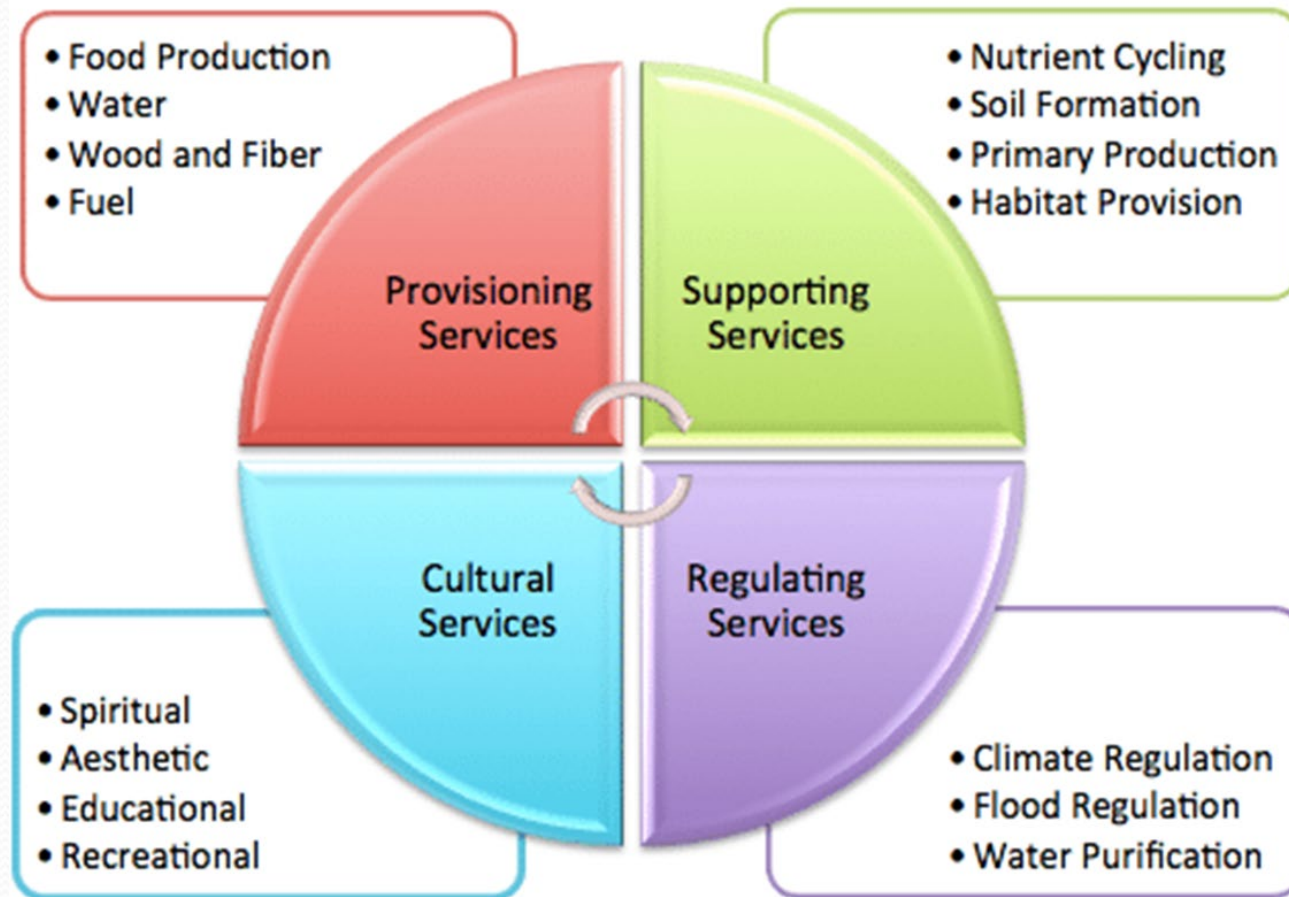 • Food Production
• Water
• Wood and Fiber
• Fuel
• Nutrient Cycling
• Soil Formation
• Primary Production
• Habitat Provision
Provisioning
Services
Supporting
Services
Cultural
Services
Regulating
Services
• Spiritual
• Aesthetic
• Educational
• Recreational
• Climate Regulation
• Flood Regulation
• Water Purification